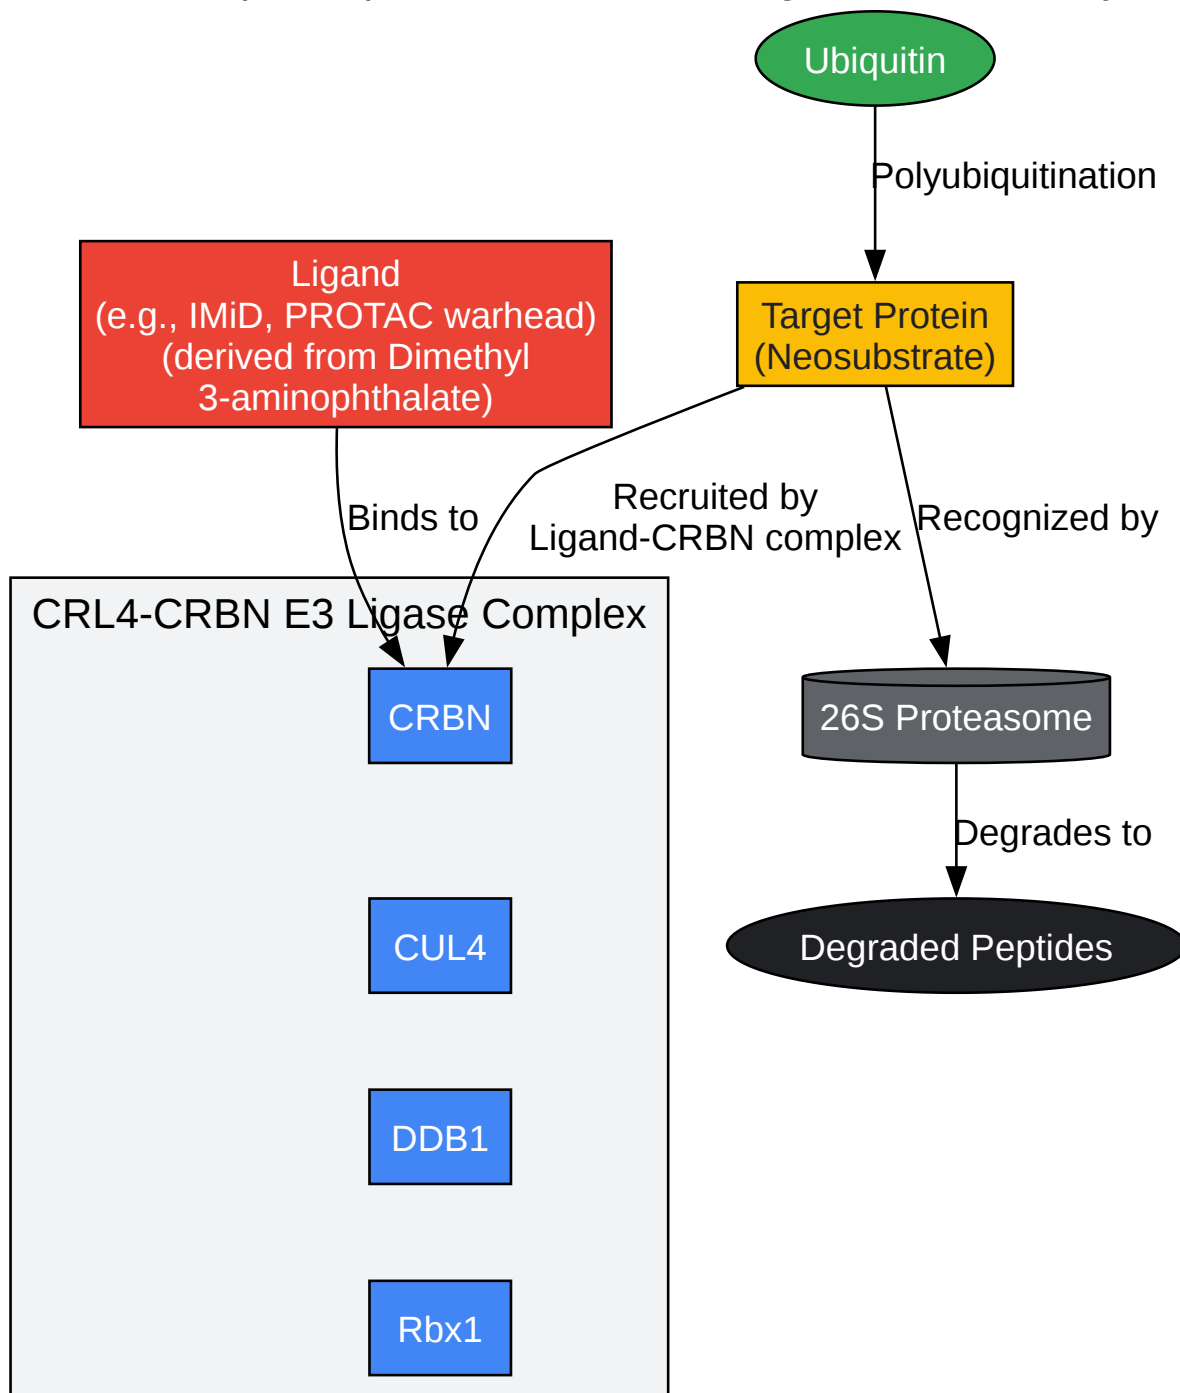 Ubiquitin
Polyubiquitination
Ligand
(e.g., IMiD, PROTAC warhead)
(derived from Dimethyl
3-aminophthalate)
Target Protein
(Neosubstrate)
Binds to
Recruited by
Ligand-CRBN complex
Recognized by
CRL4-CRBN E3 Ligase Complex
CRBN
26S Proteasome
Degrades to
CUL4
Degraded Peptides
DDB1
Rbx1